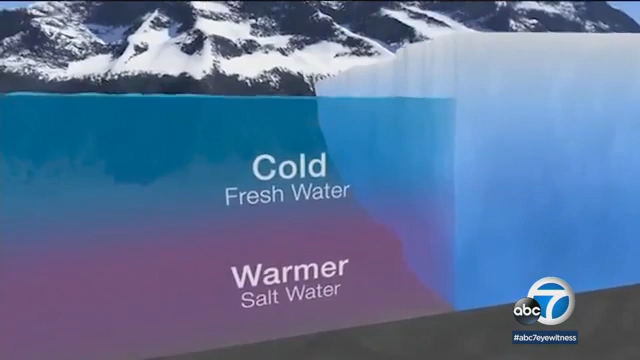 Cold
Fresh Water
Warmer
Salt Water
abc 7
#abc7eyewitness